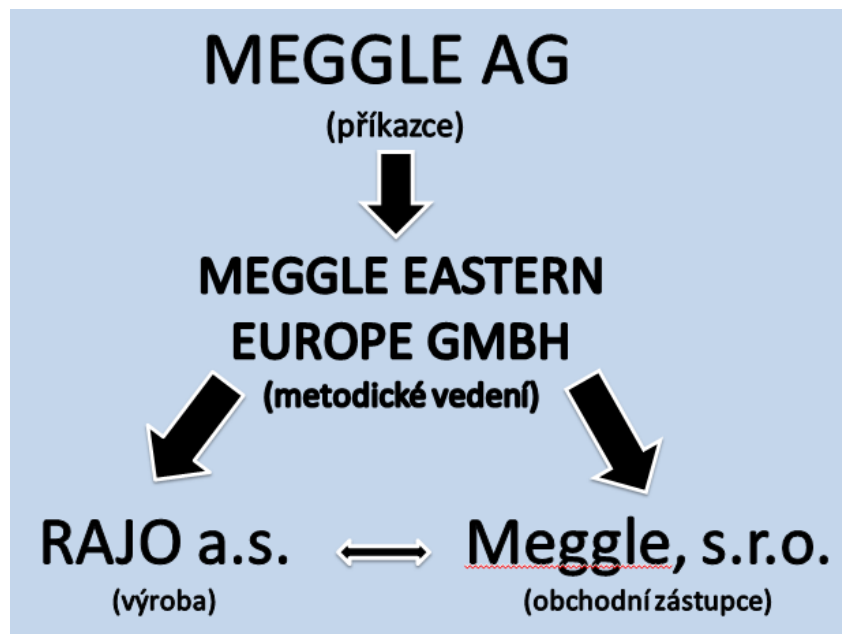 MEGGLE AG
(příkazce)
MEGGLE EASTERN
EUROPE GMBH
(metodické vedení)
RAJO a.s.
(výroba)
Meggle, s.r.o.
(obchodní zástupce)